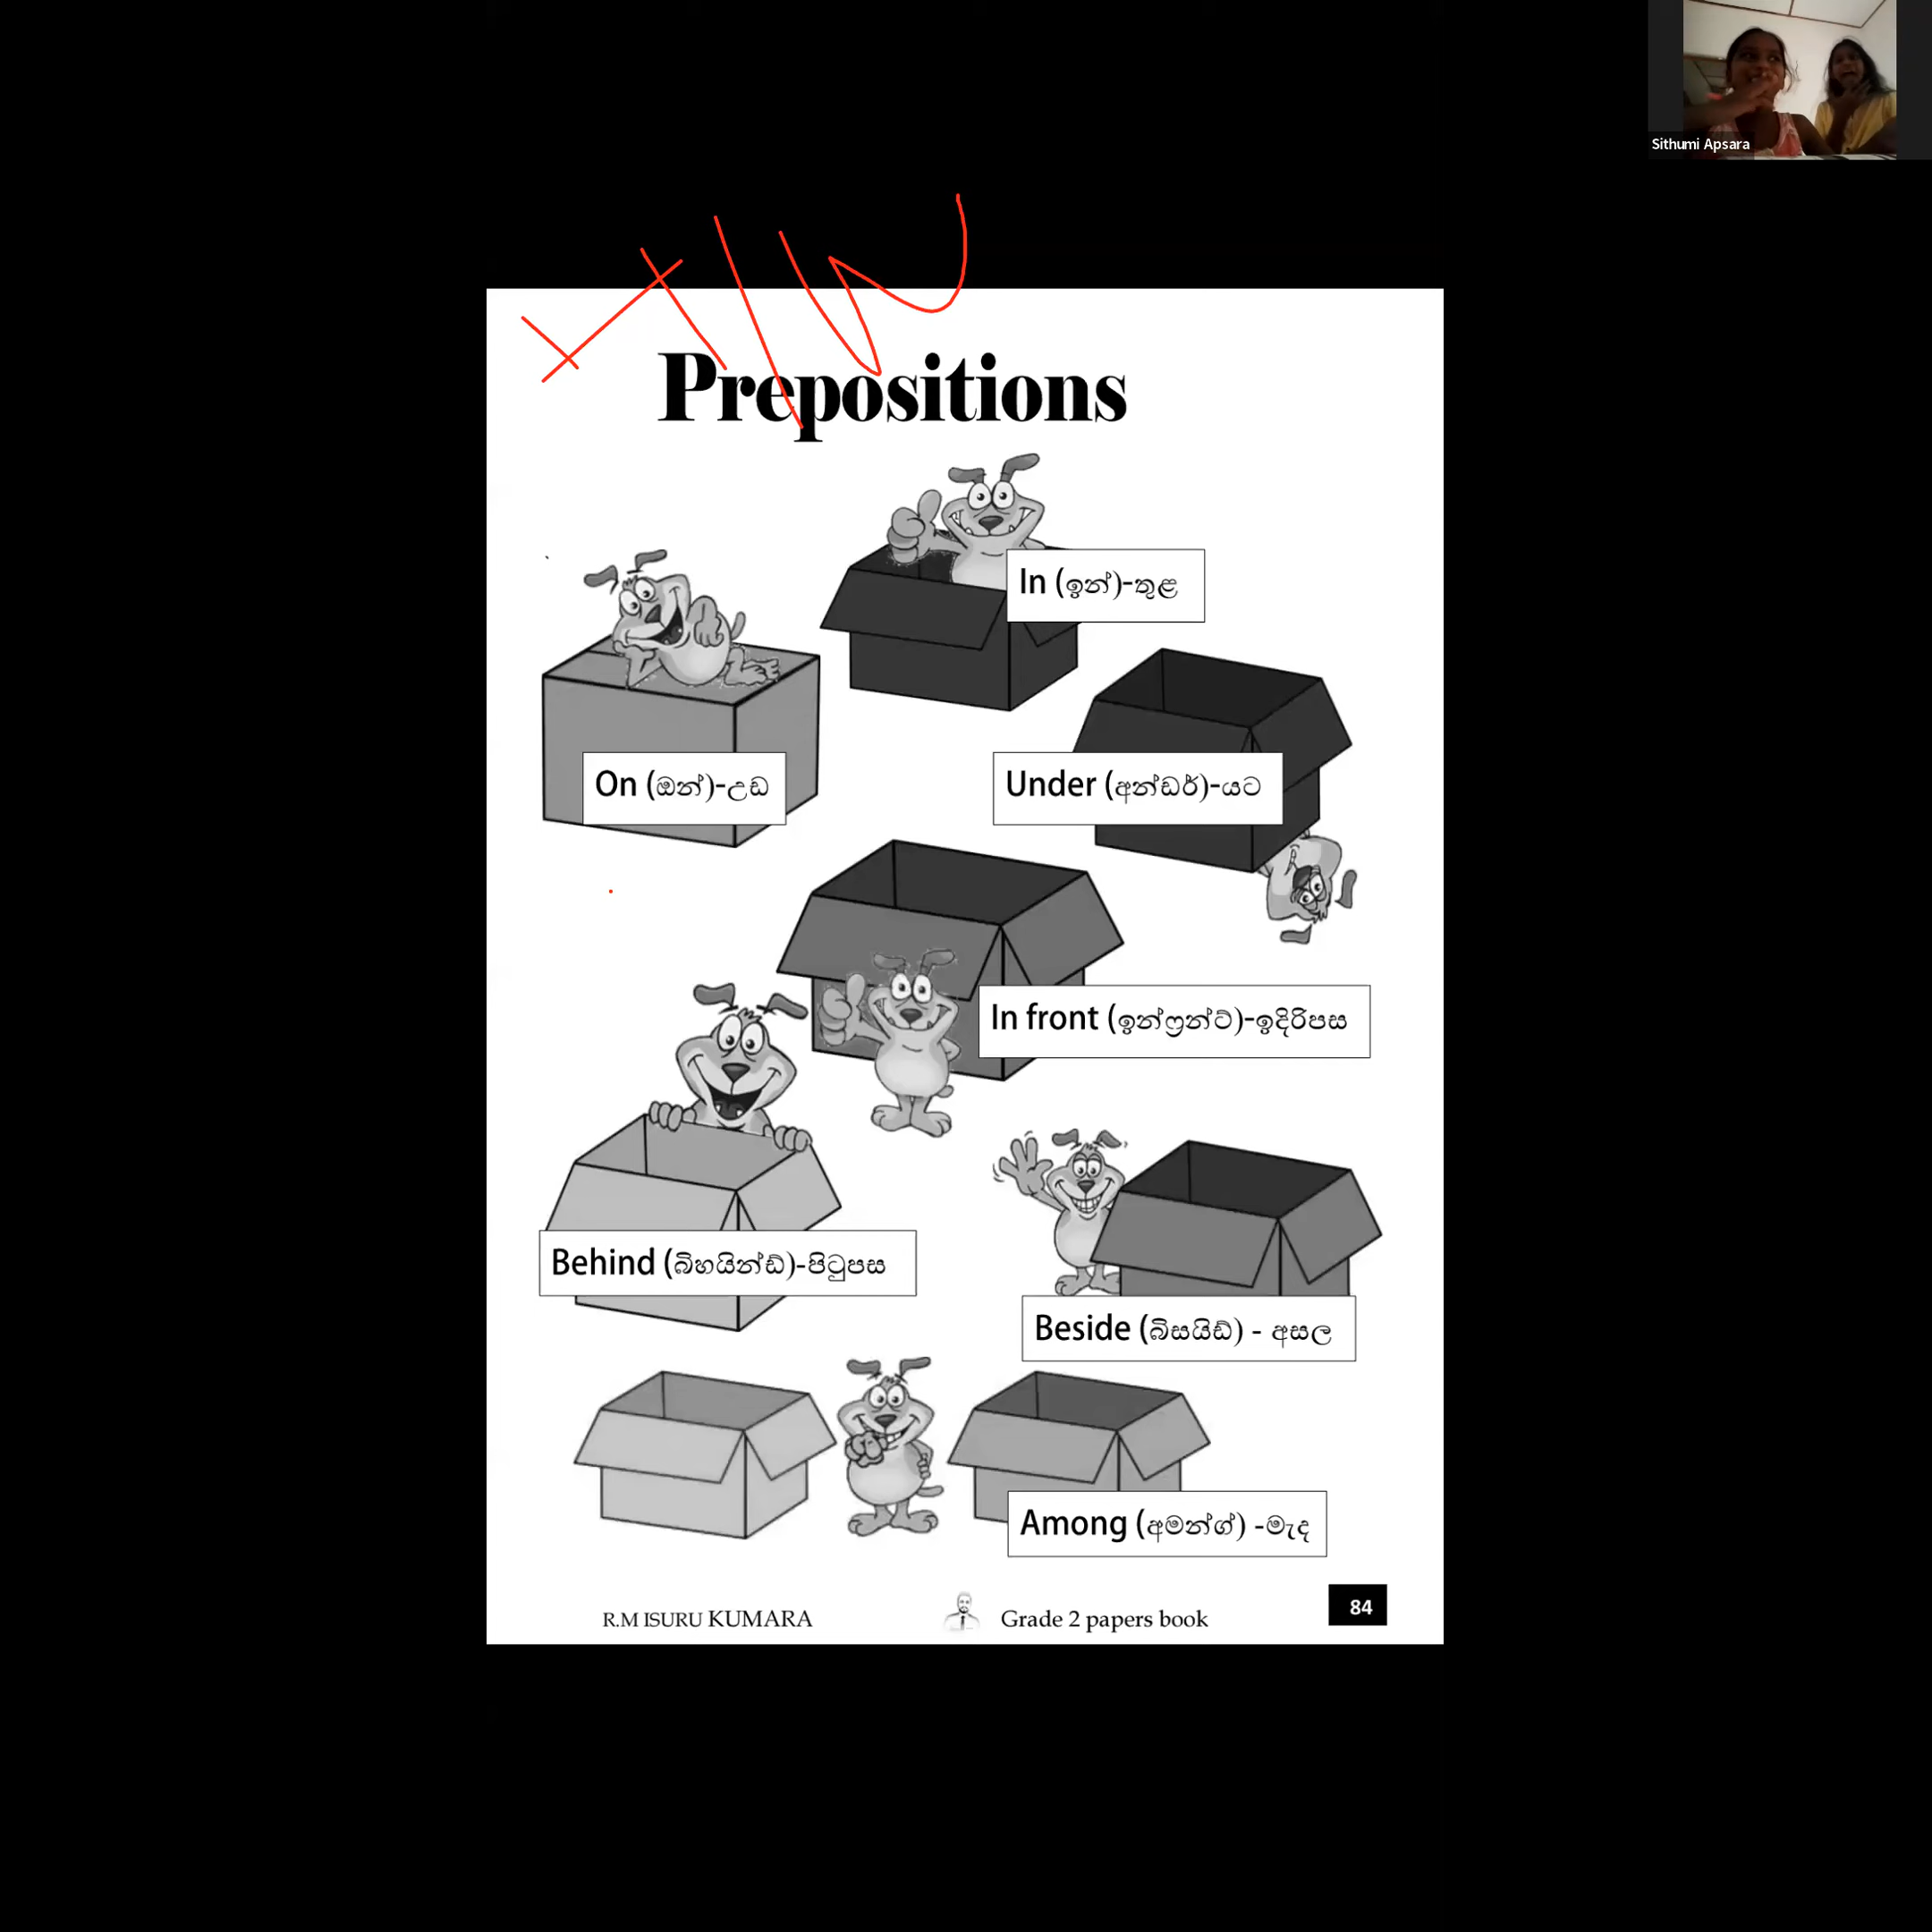 Sithumi Apsara
Prepositions
In (ඉන්)-තුළ
On (ඔන්)-උඩ
Under (අන්ඩර්)-යට
In front (ඉන්ෆ්‍රන්ට්)-ඉදිරිපස
Behind (බිහයින්ඩ්)-පිටුපස
Beside (බිසයිඩ්) - අසල
Among (අමන්ග්) -මැද
R.M ISURU KUMARA
Grade 2 papers book
84